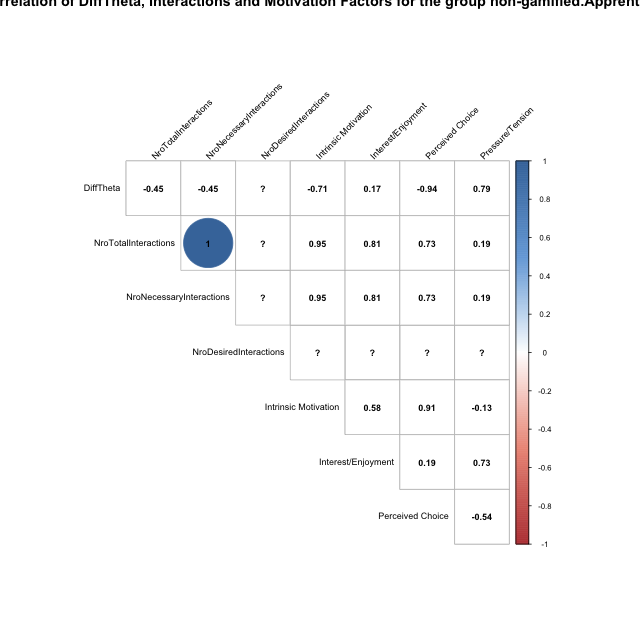 rrelation of DiffTheta, Interactions and Motivation Factors for the group non-gamified.Apprent
NroTotalInteractions
NroNecessaryInteractions
NroDesiredInteractions
Intrinsic Motivation
Interest/Enjoyment
Perceived Choice
Pressure/Tension
DiffTheta -0.45 -0.45 ? -0.71 0.17 -0.94 0.79
NroTotalInteractions 1 ? 0.95 0.81 0.73 0.19
NroNecessaryInteractions ? 0.95 0.81 0.73 0.19
NroDesiredInteractions ? ? ? ?
Intrinsic Motivation 0.58 0.91 -0.13
Interest/Enjoyment 0.19 0.73
Perceived Choice -0.54
1
0.8
0.6
0.4
0.2
0
-0.2
-0.4
-0.6
-0.8
-1